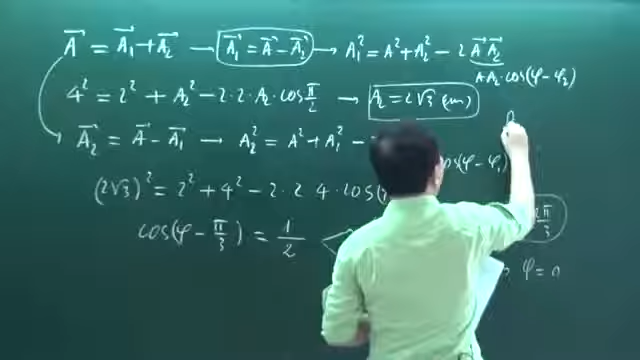 A⃗ = A⃗₁ + A⃗₂ → A⃗₁ = A⃗ − A⃗₂ → A₁² = A² + A₂² − 2 A⃗ A⃗₂
A A₂ . cos(φ − φ₂)
4² = 2² + A₂² − 2·2·A₂·cos π/2 → A₂ = 2√3 (cm)
A⃗₂ = A⃗ − A⃗₁ → A₂² = A² + A₁² −
cos(φ − φ₁)
(2√3)² = 2² + 4² − 2·2 4·cos(
cos(φ − π/3) = 1/2
2π/3
φ = 0